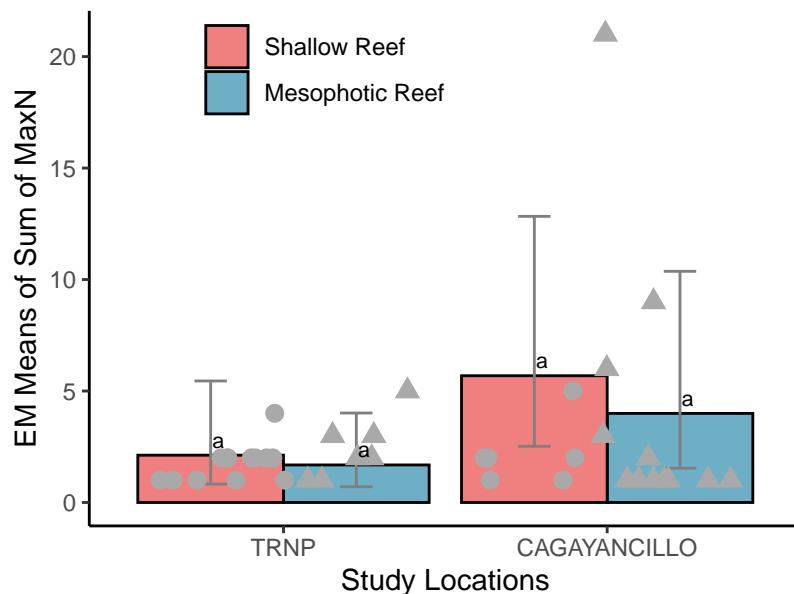 Shallow Reef
Mesophotic Reef
EM Means of Sum of MaxN
20
15
10
5
0
a
a
a
a
TRNP
CAGAYANCILLO
Study Locations